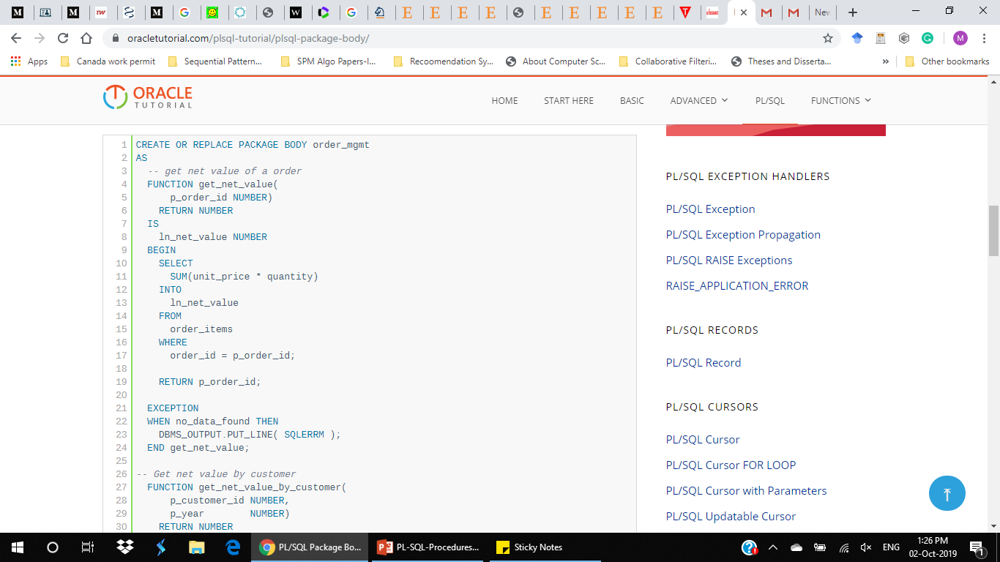 New
oracletutorial.com/plsql-tutorial/plsql-package-body/
M
Apps
Canada work permit
Sequential Pattern...
SPM Algo Papers-I...
Recoomendation Sy...
About Computer Sc...
Collaborative Filteri...
Theses and Disserta...
»
Other bookmarks
ORACLE
TUTORIAL
HOME
START HERE
BASIC
ADVANCED
PL/SQL
FUNCTIONS
1 CREATE OR REPLACE PACKAGE BODY order_mgmt
2 AS
3 -- get net value of a order
4 FUNCTION get_net_value(
5 p_order_id NUMBER)
6 RETURN NUMBER
7 IS
8 ln_net_value NUMBER
9 BEGIN
10 SELECT
11 SUM(unit_price * quantity)
12 INTO
13 ln_net_value
14 FROM
15 order_items
16 WHERE
17 order_id = p_order_id;
18
19 RETURN p_order_id;
20
21 EXCEPTION
22 WHEN no_data_found THEN
23 DBMS_OUTPUT.PUT_LINE( SQLERRM );
24 END get_net_value;
25
26 -- Get net value by customer
27 FUNCTION get_net_value_by_customer(
28 p_customer_id NUMBER,
29 p_year NUMBER)
30 RETURN NUMBER
PL/SQL EXCEPTION HANDLERS
PL/SQL Exception
PL/SQL Exception Propagation
PL/SQL RAISE Exceptions
RAISE_APPLICATION_ERROR
PL/SQL RECORDS
PL/SQL Record
PL/SQL CURSORS
PL/SQL Cursor
PL/SQL Cursor FOR LOOP
PL/SQL Cursor with Parameters
PL/SQL Updatable Cursor
PL/SQL Package Bo...
PL-SQL-Procedures...
Sticky Notes
ENG
1:26 PM
02-Oct-2019
1